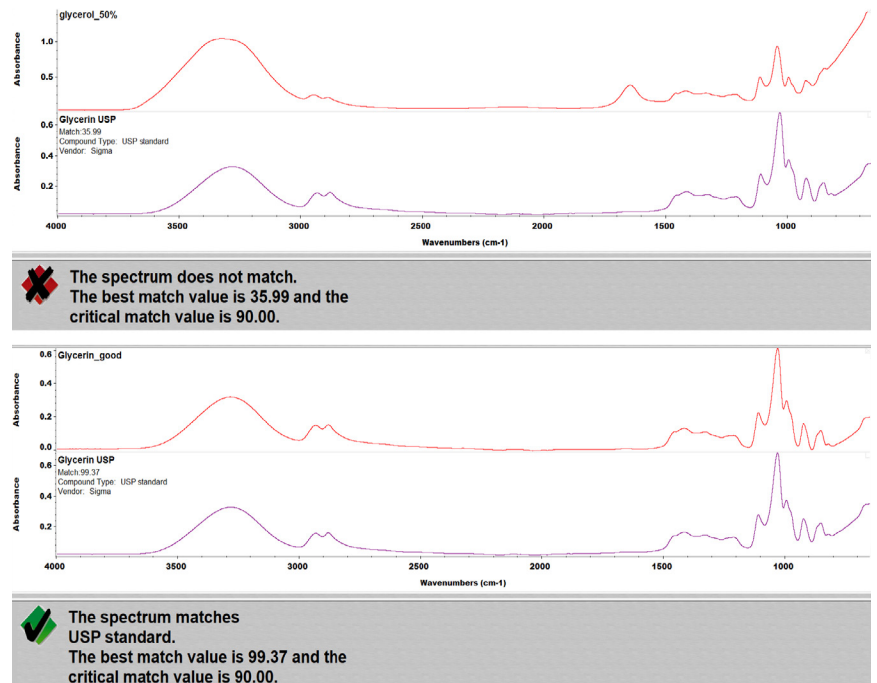 glycerol_50%
Absorbance
1.0
0.5
Glycerin USP
Match:35.99
Compound Type: USP standard
Vendor: Sigma
Absorbance
0.6
0.4
0.2
4000 3500 3000 2500 2000 1500 1000
Wavenumbers (cm-1)
The spectrum does not match.
The best match value is 35.99 and the
critical match value is 90.00.
Glycerin_good
Absorbance
0.6
0.4
0.2
0.0
Glycerin USP
Match:99.37
Compound Type: USP standard
Vendor: Sigma
Absorbance
0.6
0.4
0.2
4000 3500 3000 2500 2000 1500 1000
Wavenumbers (cm-1)
The spectrum matches
USP standard.
The best match value is 99.37 and the
critical match value is 90.00.